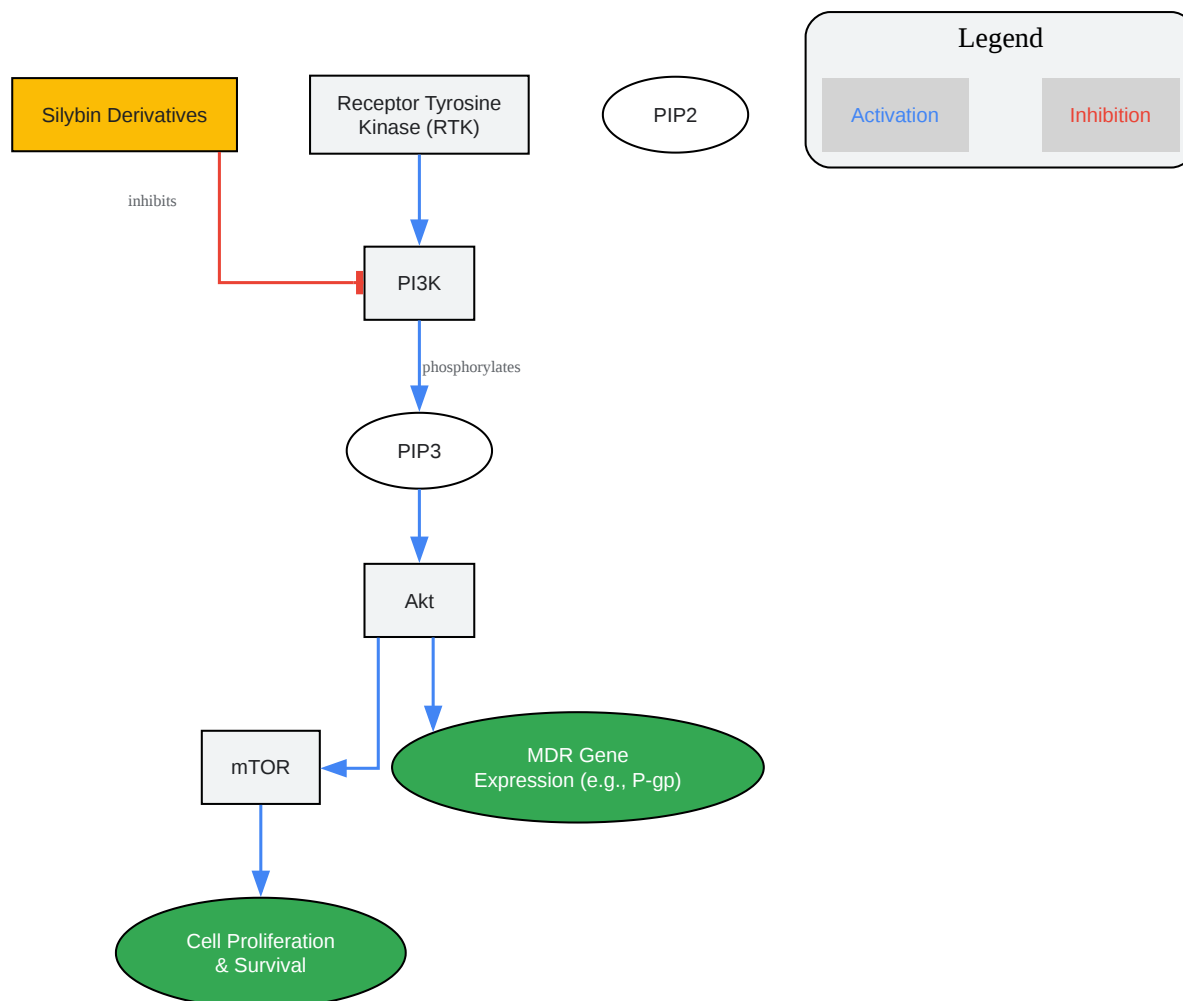 Legend
Silybin Derivatives
Receptor Tyrosine
Kinase (RTK)
PIP2
Activation
Inhibition
inhibits
PI3K
phosphorylates
PIP3
Akt
mTOR
MDR Gene
Expression (e.g., P-gp)
Cell Proliferation
& Survival